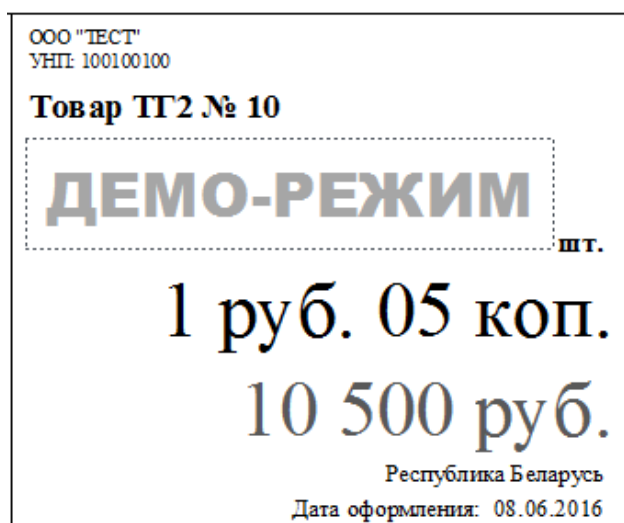 ООО "ТЕСТ"
УНП: 100100100
Товар ТГ2 № 10
ДЕМО-РЕЖИМ
шт.
1 руб. 05 коп.
10 500 руб.
Республика Беларусь
Дата оформления: 08.06.2016